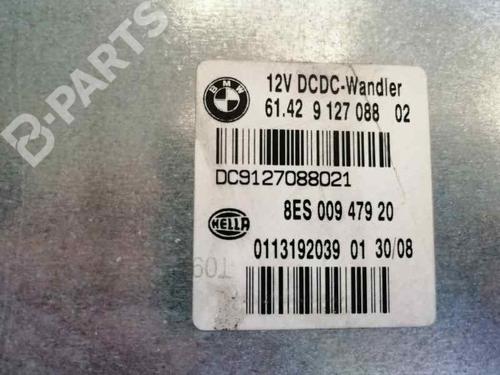 B-PARTS
BMW
12V DCDC-Wandler
61.42 9 127 088 02
DC9127088021
8ES 009 479 20
HELLA
0113192039 01 30/08
601